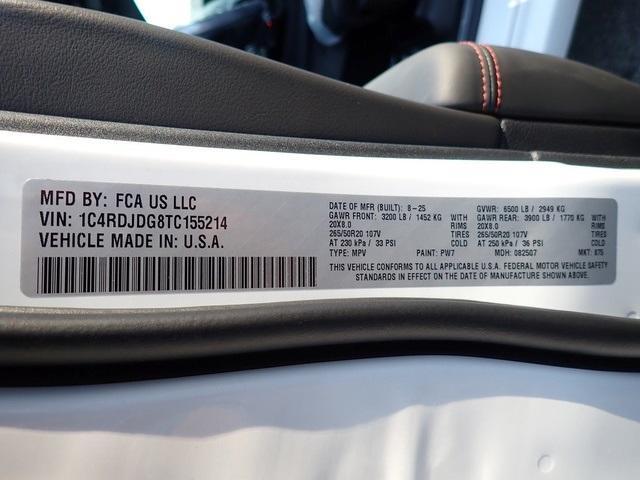 MFD BY: FCA US LLC
VIN: 1C4RDJDG8TC155214
VEHICLE MADE IN: U.S.A.
DATE OF MFR (BUILT): 8-25 GVWR: 6500 LB / 2949 KG
GAWR FRONT: 3200 LB / 1452 KG WITH GAWR REAR: 3900 LB / 1770 KG WITH
20X8.0 RIMS 20X8.0 RIMS
265/50R20 107V TIRES 265/50R20 107V TIRES
AT 230 kPa / 33 PSI COLD AT 250 kPa / 36 PSI COLD
TYPE: MPV PAINT: PW7 MDH: 082507 MKT: 875
THIS VEHICLE CONFORMS TO ALL APPLICABLE U.S.A. FEDERAL MOTOR VEHICLE SAFETY
STANDARDS IN EFFECT ON THE DATE OF MANUFACTURE SHOWN ABOVE.